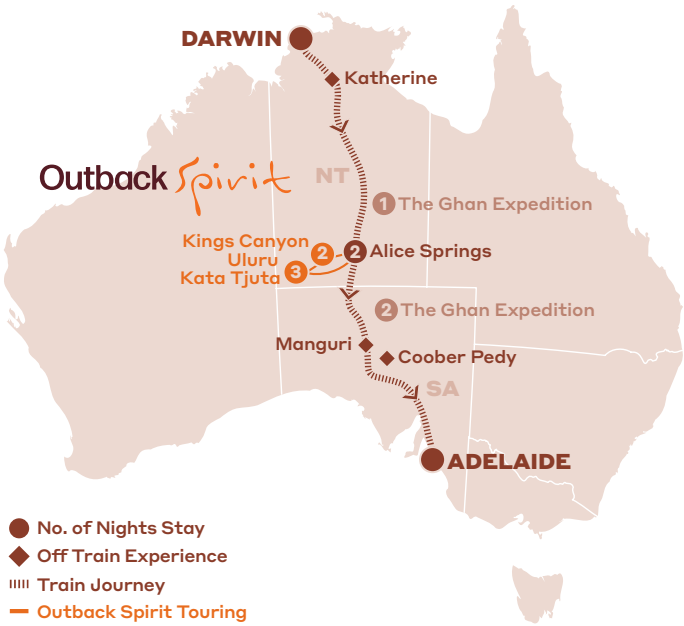 DARWIN
Katherine
Outback Spirit
NT
1 The Ghan Expedition
Kings Canyon
2
2 Alice Springs
Uluru
Kata Tjuta 3
2 The Ghan Expedition
Manguri
Coober Pedy
SA
ADELAIDE
No. of Nights Stay
Off Train Experience
Train Journey
Outback Spirit Touring